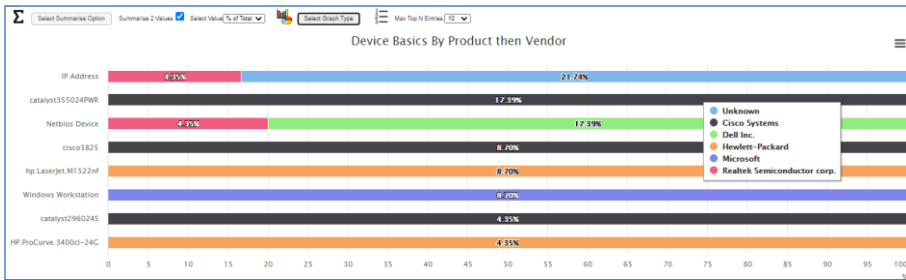 Σ Select Summarise Option Summarise 2 Values Select Value % of Total Select Graph Type Max Top N Entries 10
Device Basics By Product then Vendor
IP Address 4.35% 21.74%
catalyst355024PWR 17.39%
Netbios Device 4.35% 17.39%
cisco3825 8.70%
hp.LaserJet.M1522nf 8.70%
Windows Workstation 8.70%
catalyst296024S 4.35%
HP.ProCurve.3400cl-24G 4.35%
Unknown
Cisco Systems
Dell Inc.
Hewlett-Packard
Microsoft
Realtek Semiconductor corp.
0 5 10 15 20 25 30 35 40 45 50 55 60 65 70 75 80 85 90 95 100
%